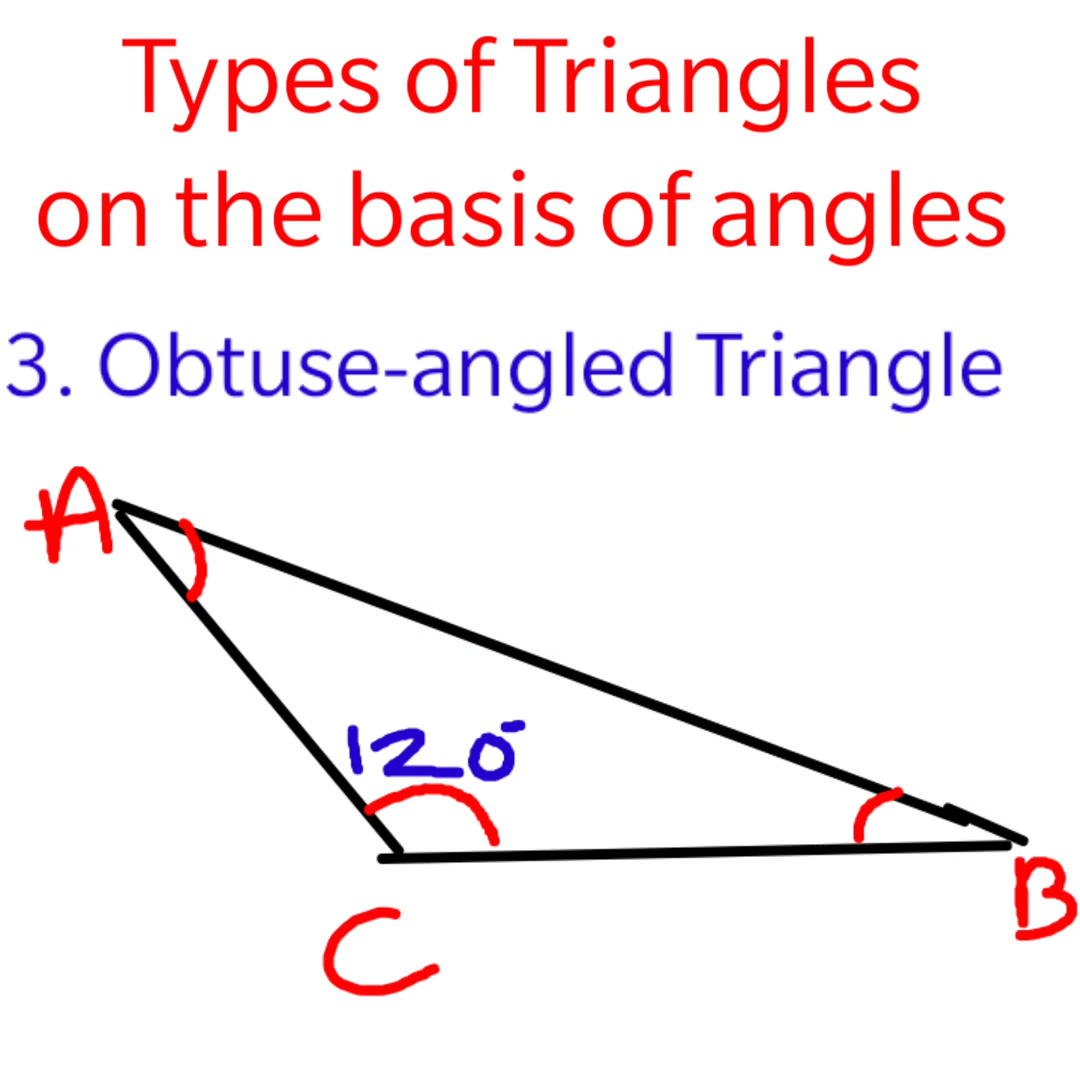 Types of Triangles
on the basis of angles
3. Obtuse-angled Triangle
A
120°
B
C